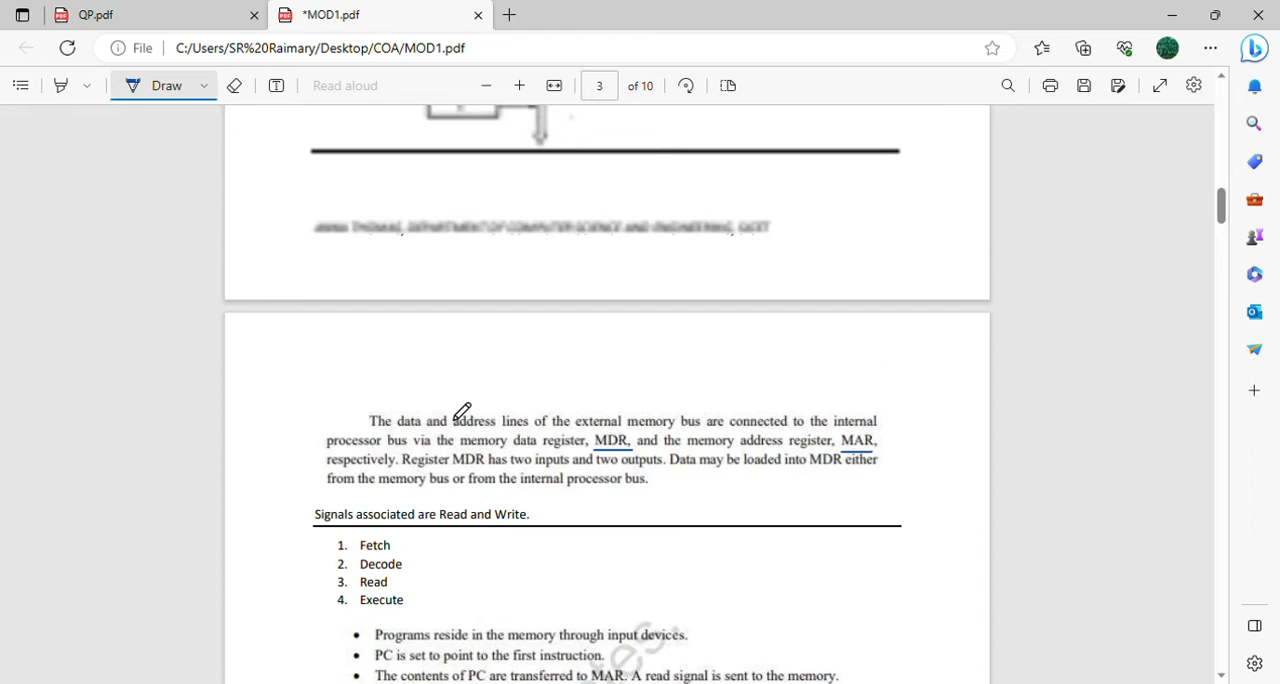 QP.pdf
*MOD1.pdf
File
C:/Users/SR%20Raimary/Desktop/COA/MOD1.pdf
Draw
Read aloud
3 of 10
The data and address lines of the external memory bus are connected to the internal
processor bus via the memory data register, MDR, and the memory address register, MAR,
respectively. Register MDR has two inputs and two outputs. Data may be loaded into MDR either
from the memory bus or from the internal processor bus.
Signals associated are Read and Write.
1. Fetch
2. Decode
3. Read
4. Execute
• Programs reside in the memory through input devices.
• PC is set to point to the first instruction.
• The contents of PC are transferred to MAR. A read signal is sent to the memory.